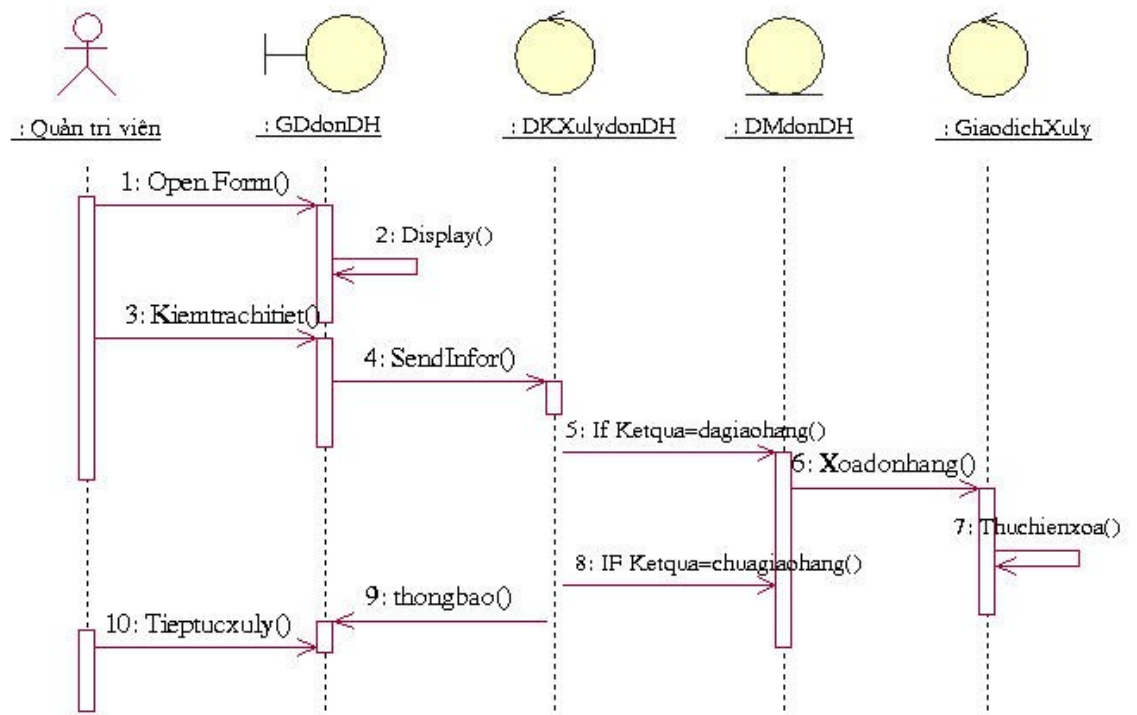 : Quản tri viên
: GDdonDH
: DKXulydonDH
: DMdonDH
: GiaodichXuly
1: Open Form()
2: Display()
3: Kiemtrachitiet()
4: SendInfor()
5: If Ketqua=dagiaohang()
6: Xoadonhang()
7: Thuchienxoa()
8: IF Ketqua=chuagiaohang()
9: thongbao()
10: Tieptucxuly()